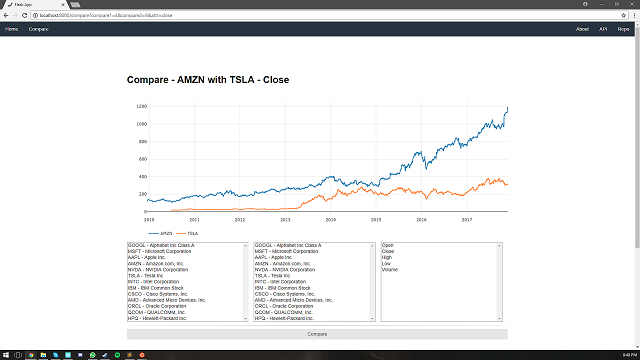 Flask App
localhost:8080/compare?compare1=4&compare2=6&attr=close
Home
Compare
About
API
Repo
Compare - AMZN with TSLA - Close
1200
1000
800
600
400
200
0
2010 2011 2012 2013 2014 2015 2016 2017
AMZN TSLA
GOOGL - Alphabet Inc Class A
MSFT - Microsoft Corporation
AAPL - Apple Inc.
AMZN - Amazon.com, Inc.
NVDA - NVIDIA Corporation
TSLA - Tesla Inc
INTC - Intel Corporation
IBM - IBM Common Stock
CSCO - Cisco Systems, Inc.
AMD - Advanced Micro Devices, Inc.
ORCL - Oracle Corporation
QCOM - QUALCOMM, Inc.
HPQ - Hewlett-Packard Inc.
GOOGL - Alphabet Inc Class A
MSFT - Microsoft Corporation
AAPL - Apple Inc.
AMZN - Amazon.com, Inc.
NVDA - NVIDIA Corporation
TSLA - Tesla Inc
INTC - Intel Corporation
IBM - IBM Common Stock
CSCO - Cisco Systems, Inc.
AMD - Advanced Micro Devices, Inc.
ORCL - Oracle Corporation
QCOM - QUALCOMM, Inc.
HPQ - Hewlett-Packard Inc.
Open
Close
High
Low
Volume
Compare